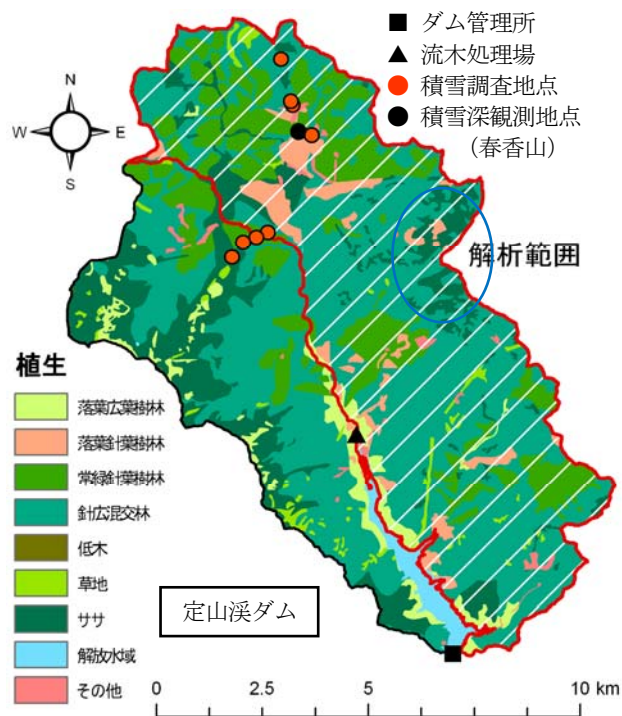 ダム管理所
流木処理場
積雪調査地点
積雪深観測地点
(春香山)
N
W E
S
解析範囲
植生
落葉広葉樹林
落葉針葉樹林
常緑針葉樹林
針広混交林
低木
草地
ササ
解放水域
その他
定山渓ダム
0 2.5 5 10 km